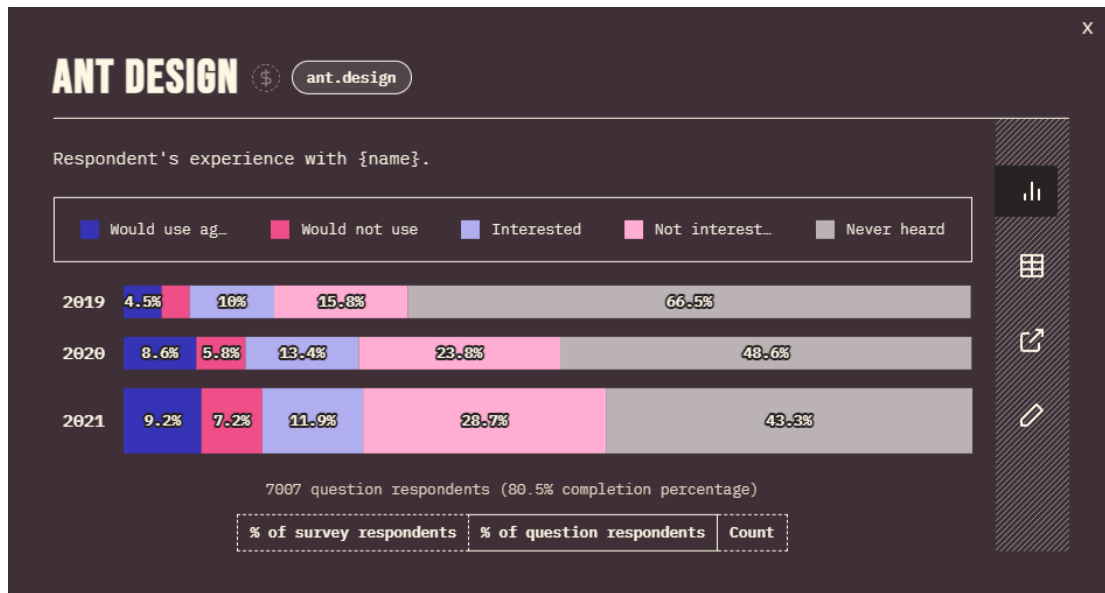 X
ANT DESIGN $ ant.design
Respondent's experience with {name}.
Would use ag… Would not use Interested Not interest… Never heard
2019 4.5% 10% 15.8% 66.5%
2020 8.6% 5.8% 13.4% 23.8% 48.6%
2021 9.2% 7.2% 11.9% 28.7% 43.3%
7007 question respondents (80.5% completion percentage)
% of survey respondents % of question respondents Count